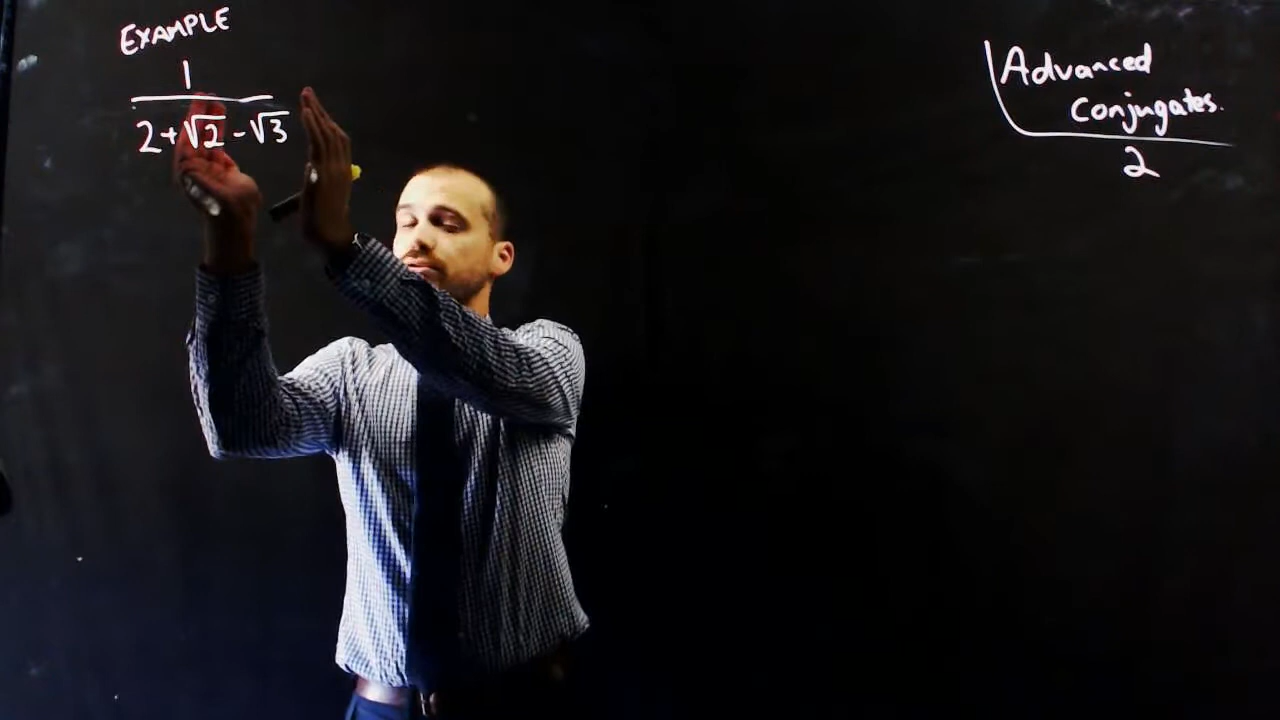 EXAMPLE
1
2+√2-√3
Advanced
Conjugates.
2